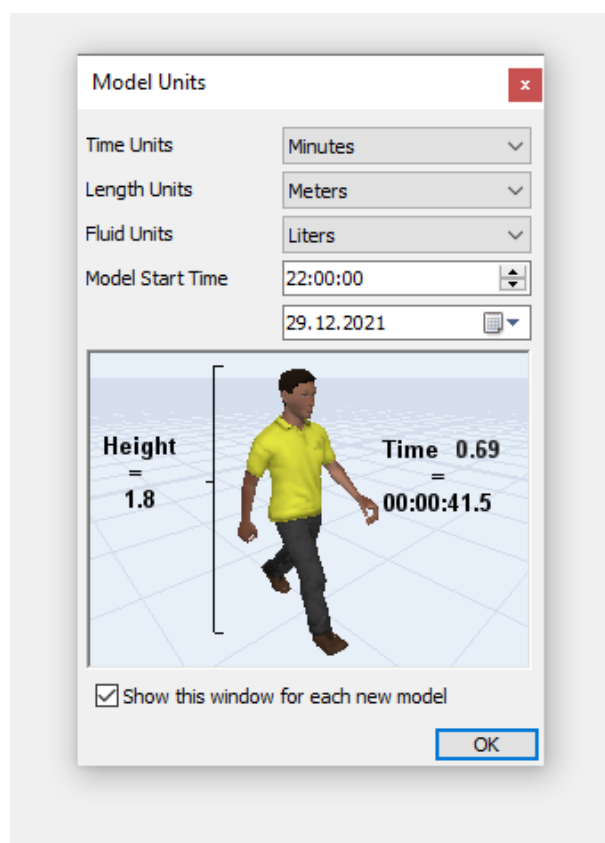 Model Units
x
Time Units Minutes
Length Units Meters
Fluid Units Liters
Model Start Time 22:00:00
29.12.2021
Height
=
1.8
Time 0.69
=
00:00:41.5
Show this window for each new model
OK